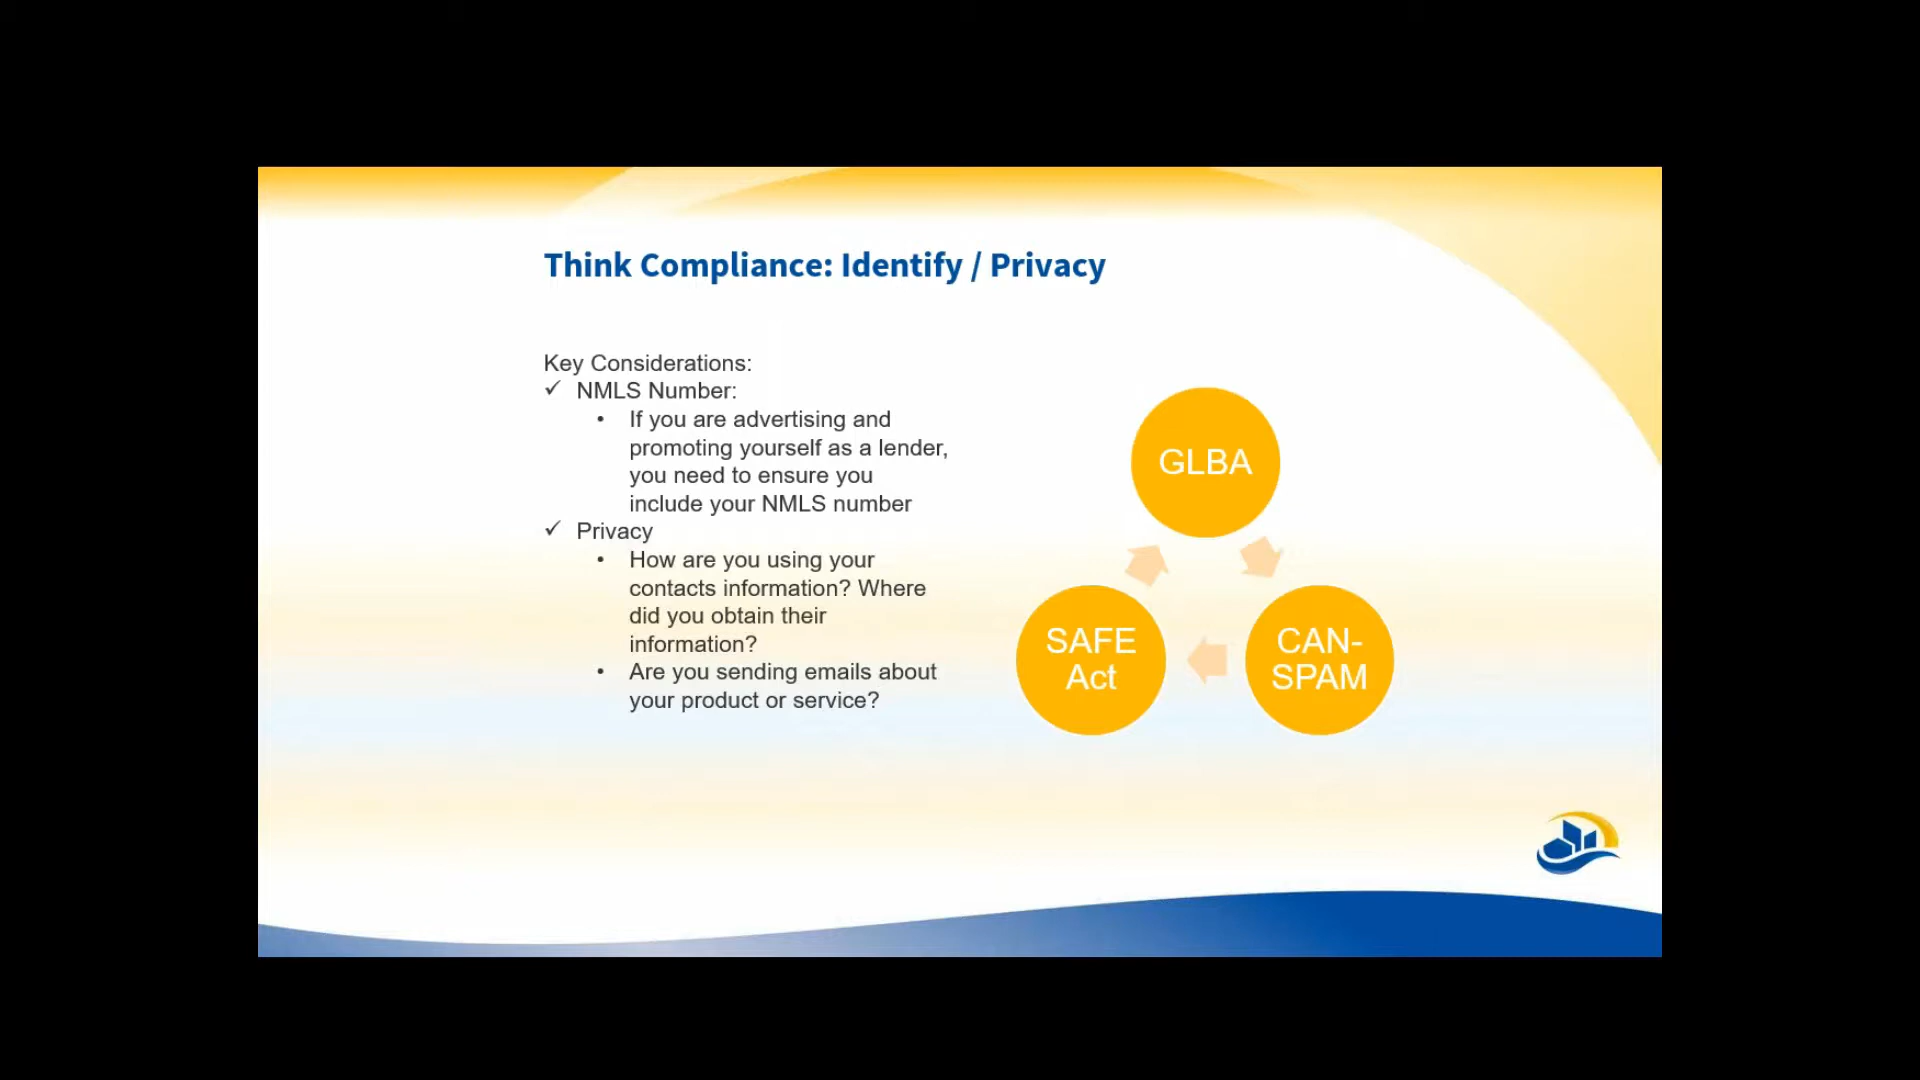 Think Compliance: Identify / Privacy
Key Considerations:
✓ NMLS Number:
• If you are advertising and
promoting yourself as a lender,
you need to ensure you
include your NMLS number
✓ Privacy
• How are you using your
contacts information? Where
did you obtain their
information?
• Are you sending emails about
your product or service?
GLBA
SAFE
Act
CAN-
SPAM